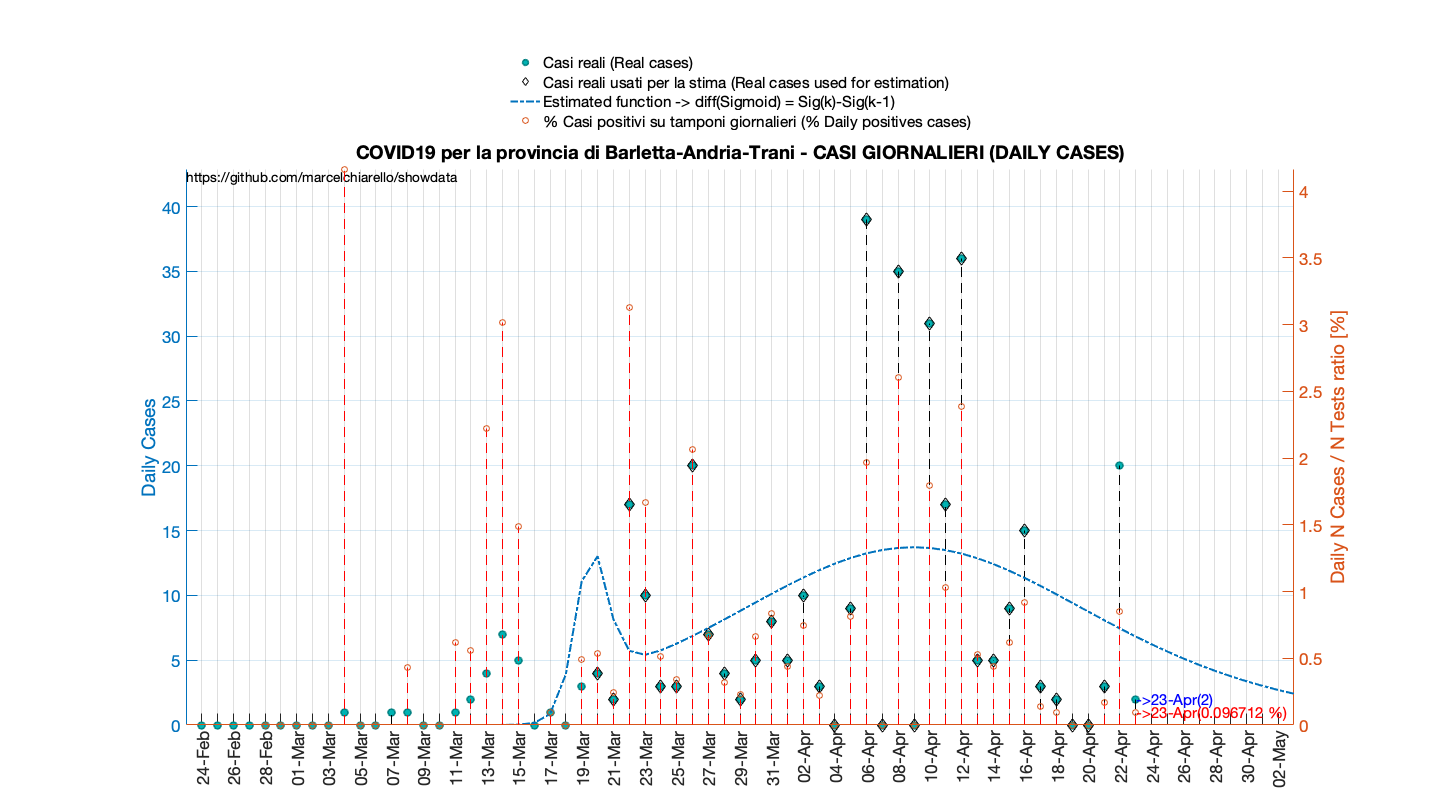 Casi reali (Real cases)
Casi reali usati per la stima (Real cases used for estimation)
Estimated function -> diff(Sigmoid) = Sig(k)-Sig(k-1)
% Casi positivi su tamponi giornalieri (% Daily positives cases)
COVID19 per la provincia di Barletta-Andria-Trani - CASI GIORNALIERI (DAILY CASES)
https://github.com/marcelchiarello/showdata
Daily Cases
40
35
30
25
20
15
10
5
0
4
3.5
3
2.5
2
1.5
1
0.5
0
Daily N Cases / N Tests ratio [%]
->23-Apr(2)
->23-Apr(0.096712 %)
24-Feb
26-Feb
28-Feb
01-Mar
03-Mar
05-Mar
07-Mar
09-Mar
11-Mar
13-Mar
15-Mar
17-Mar
19-Mar
21-Mar
23-Mar
25-Mar
27-Mar
29-Mar
31-Mar
02-Apr
04-Apr
06-Apr
08-Apr
10-Apr
12-Apr
14-Apr
16-Apr
18-Apr
20-Apr
22-Apr
24-Apr
26-Apr
28-Apr
30-Apr
02-May